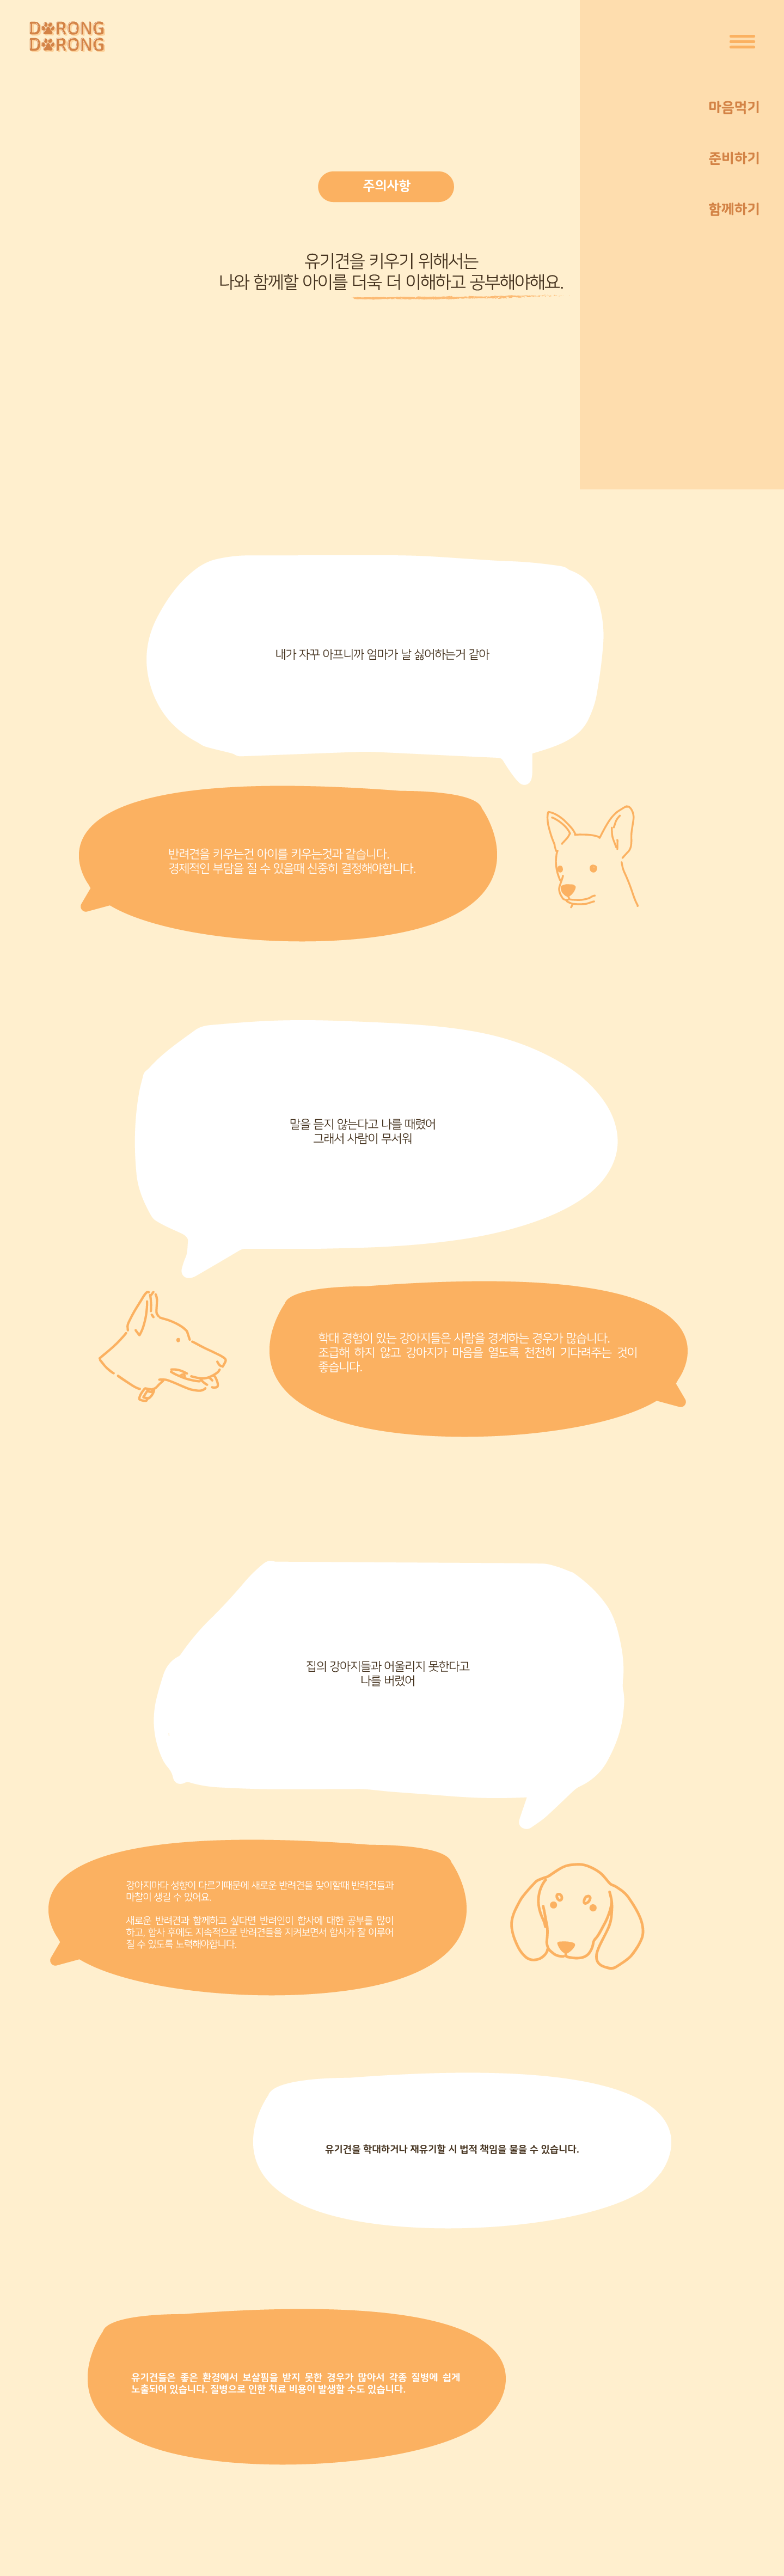 DORONG
DORONG
마음먹기
준비하기
함께하기
주의사항
유기견을 키우기 위해서는
나와 함께할 아이를 더욱 더 이해하고 공부해야해요.
내가 자꾸 아프니까 엄마가 날 싫어하는거 같아
반려견을 키우는건 아이를 키우는것과 같습니다.
경제적인 부담을 질 수 있을때 신중히 결정해야합니다.
말을 듣지 않는다고 나를 때렸어
그래서 사람이 무서워
학대 경험이 있는 강아지들은 사람을 경계하는 경우가 많습니다.
조급해 하지 않고 강아지가 마음을 열도록 천천히 기다려주는 것이
좋습니다.
집의 강아지들과 어울리지 못한다고
나를 버렸어
강아지마다 성향이 다르기때문에 새로운 반려견을 맞이할때 반려견들과
마찰이 생길 수 있어요.
새로운 반려견과 함께하고 싶다면 반려인이 합사에 대한 공부를 많이
하고, 합사 후에도 지속적으로 반려견들을 지켜보면서 합사가 잘 이루어
질 수 있도록 노력해야합니다.
유기견을 학대하거나 재유기할 시 법적 책임을 물을 수 있습니다.
유기견들은 좋은 환경에서 보살핌을 받지 못한 경우가 많아서 각종 질병에 쉽게
노출되어 있습니다. 질병으로 인한 치료 비용이 발생할 수도 있습니다.